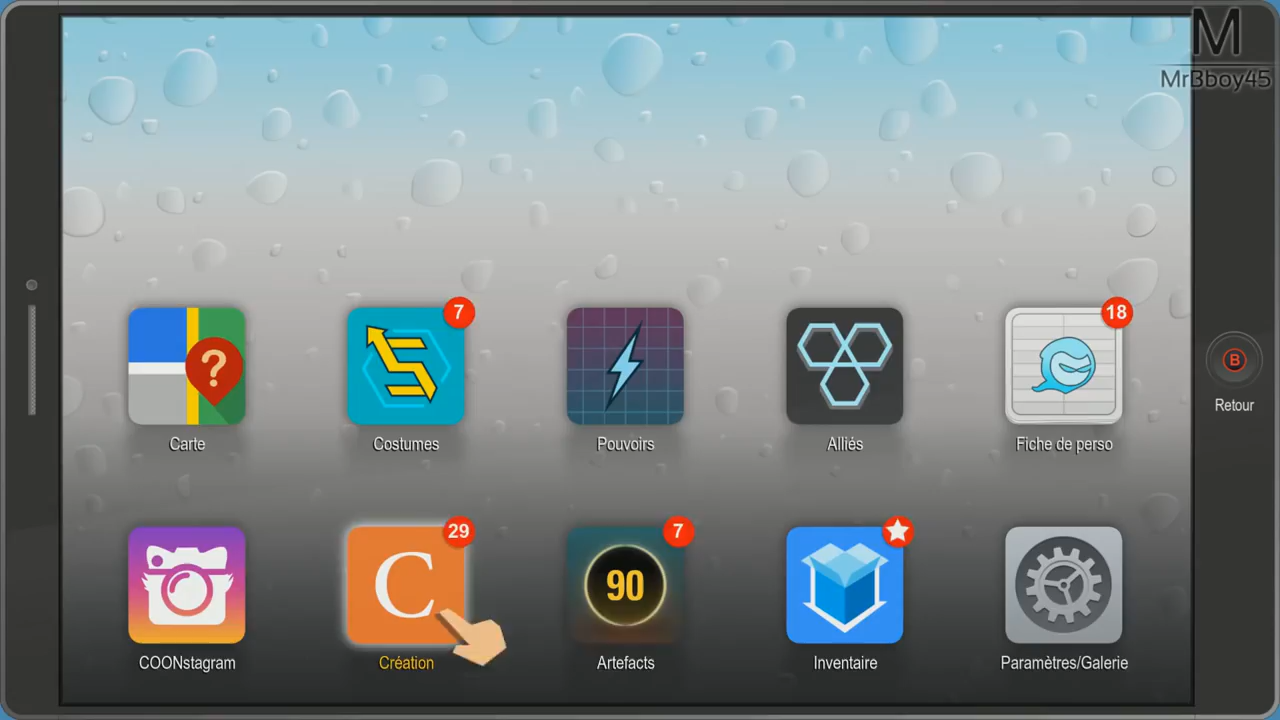 M
MrBboy45
7
18
?
Carte
Costumes
Pouvoirs
Alliés
Fiche de perso
B
Retour
29
7
C
90
COONstagram
Création
Artefacts
Inventaire
Paramètres/Galerie